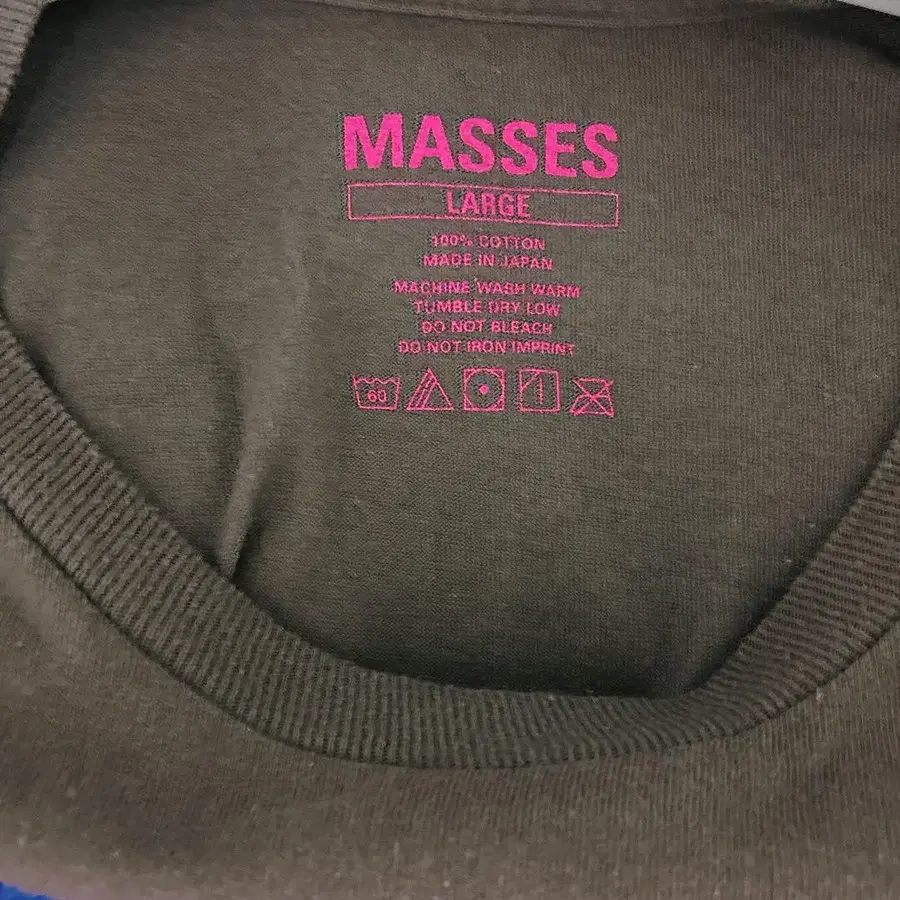 MASSES
LARGE
100% COTTON
MADE IN JAPAN
MACHINE WASH WARM
TUMBLE DRY LOW
DO NOT BLEACH
DO NOT IRON IMPRINT
60